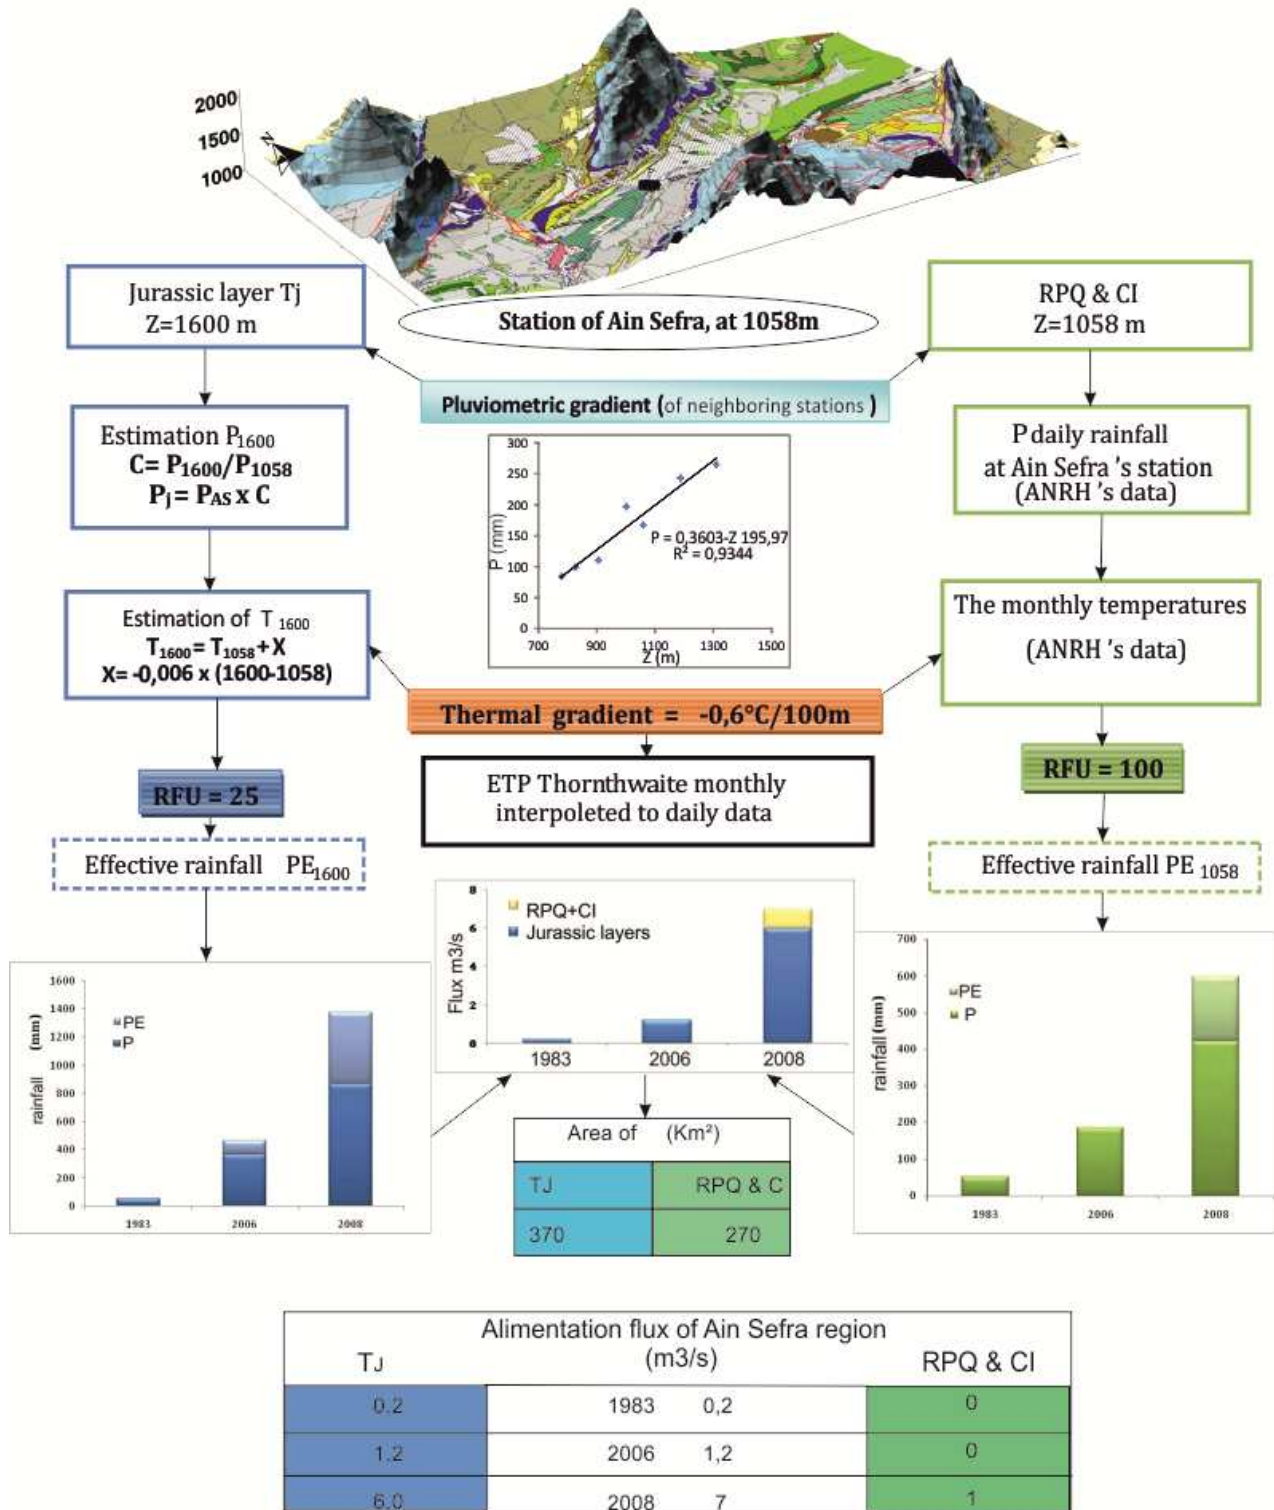 2000
1500
1000
N
Jurassic layer Tj
Z=1600 m
Station of Ain Sefra, at 1058m
RPQ & CI
Z=1058 m
Pluviometric gradient (of neighboring stations )
Estimation P1600
C= P1600/P1058
Pj = PAS x C
P daily rainfall
at Ain Sefra 's station
(ANRH 's data)
300
250
200
150
100
50
0
P (mm)
P = 0,3603-Z 195,97
R² = 0,9344
700 900 1100 1300 1500
Z (m)
Estimation of T 1600
T1600= T1058 + X
X= -0,006 x (1600-1058)
The monthly temperatures
(ANRH 's data)
Thermal gradient = -0,6°C/100m
RFU = 25
ETP Thornthwaite monthly
interpoleted to daily data
RFU = 100
Effective rainfall PE1600
Effective rainfall PE 1058
8
6
4
2
0
Flux m3/s
RPQ+CI
Jurassic layers
1983 2006 2008
1600
1400
1200
1000
800
600
400
200
0
rainfall (mm)
PE
P
1983 2006 2008
700
600
500
400
300
200
100
0
rainfall (mm)
PE
P
1983 2006 2008
Area of (Km²)
TJ RPQ & C
370 270
Alimentation flux of Ain Sefra region
(m3/s)
TJ RPQ & CI
0.2 1983 0,2 0
1.2 2006 1,2 0
6.0 2008 7 1